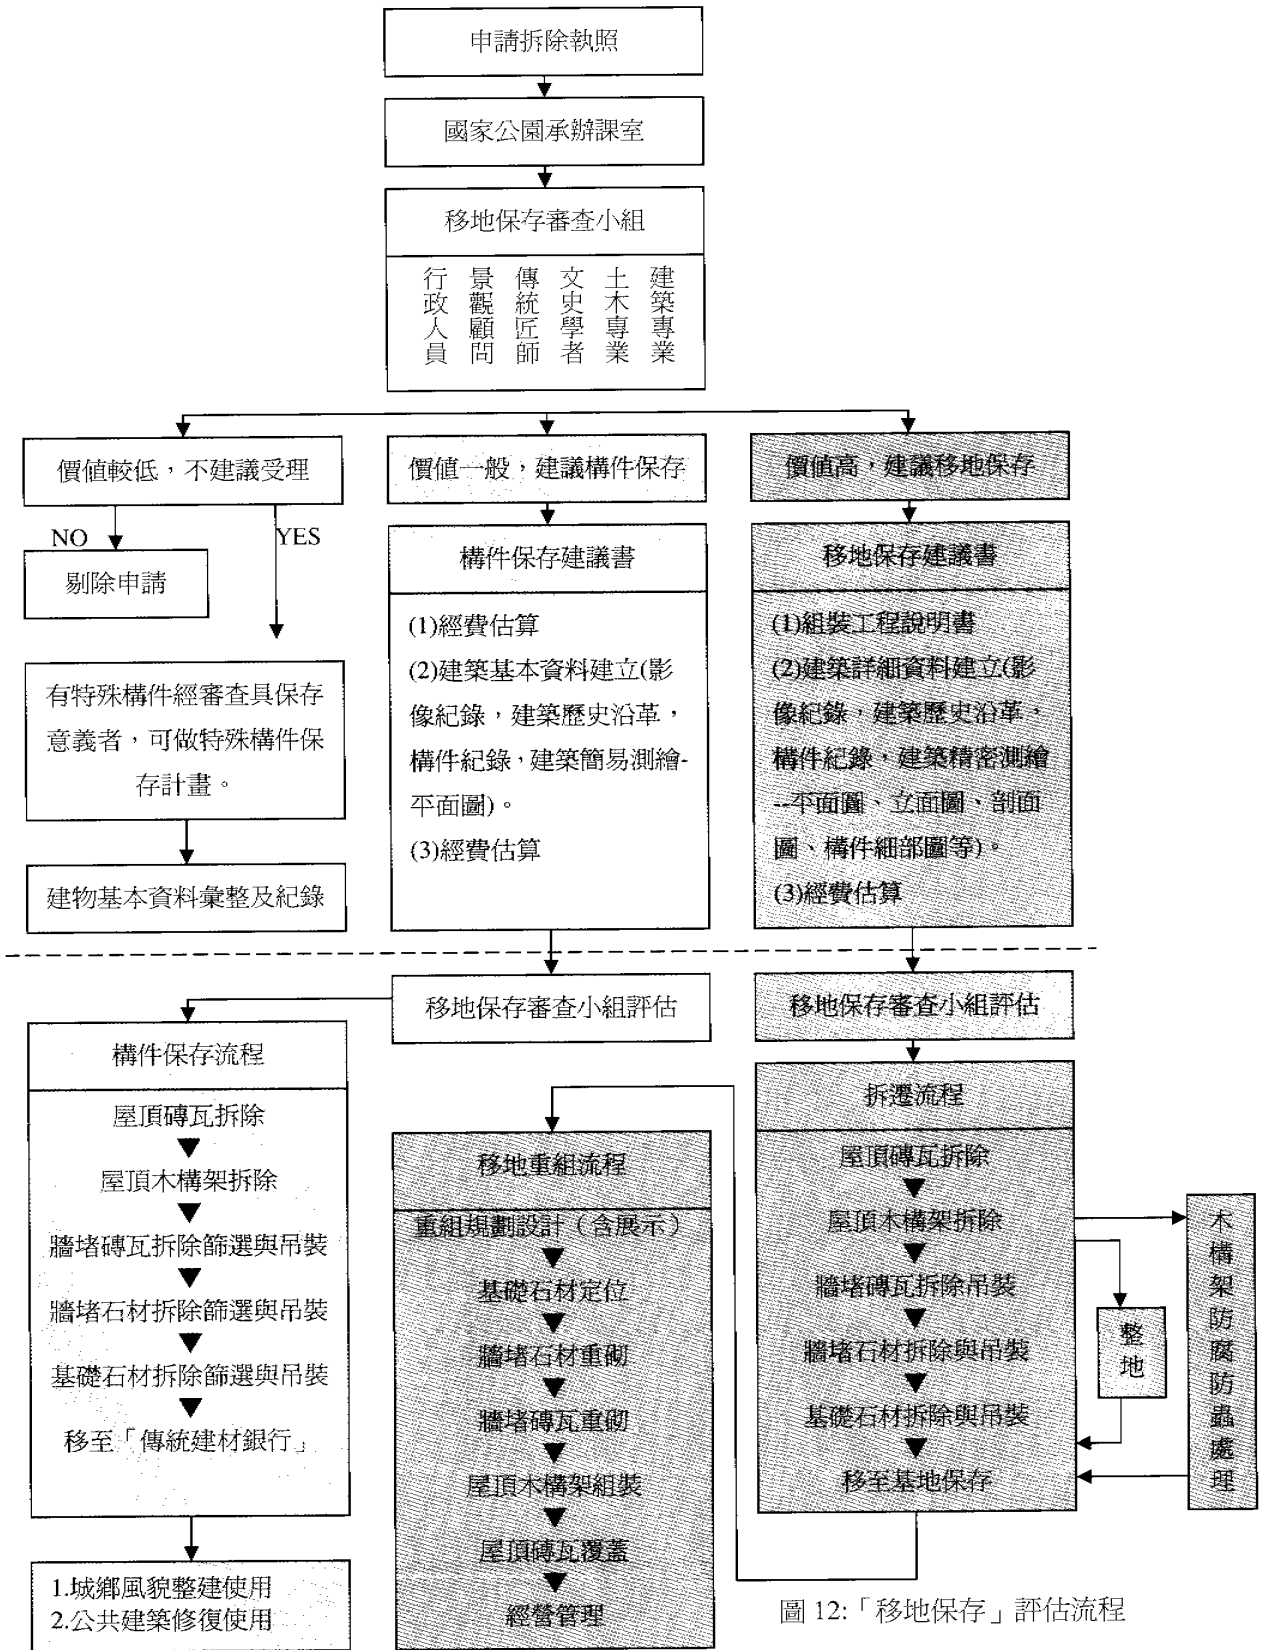 申請拆除執照
國家公園承辦課室
移地保存審查小組
行政人員
景觀顧問
傳統匠師
文史學者
土木專業
建築專業
價值較低，不建議受理
NO
YES
剔除申請
有特殊構件經審查具保存
意義者，可做特殊構件保
存計畫。
建物基本資料彙整及紀錄
價值一般，建議構件保存
構件保存建議書
(1)經費估算
(2)建築基本資料建立(影
像紀錄，建築歷史沿革，
構件紀錄，建築簡易測繪-
平面圖)。
(3)經費估算
價值高，建議移地保存
移地保存建議書
(1)組裝工程說明書
(2)建築詳細資料建立(影
像紀錄，建築歷史沿革，
構件紀錄，建築精密測繪
--平面圖、立面圖、剖面
圖、構件細部圖等)。
(3)經費估算
移地保存審查小組評估
移地保存審查小組評估
構件保存流程
屋頂磚瓦拆除
屋頂木構架拆除
牆堵磚瓦拆除篩選與吊裝
牆堵石材拆除篩選與吊裝
基礎石材拆除篩選與吊裝
移至「傳統建材銀行」
1.城鄉風貌整建使用
2.公共建築修復使用
拆遷流程
屋頂磚瓦拆除
屋頂木構架拆除
牆堵磚瓦拆除吊裝
牆堵石材拆除與吊裝
基礎石材拆除與吊裝
移至基地保存
整地
木構架防腐防蟲處理
移地重組流程
重組規劃設計（含展示）
基礎石材定位
牆堵石材重砌
牆堵磚瓦重砌
屋頂木構架組裝
屋頂磚瓦覆蓋
經營管理
圖 12:「移地保存」評估流程